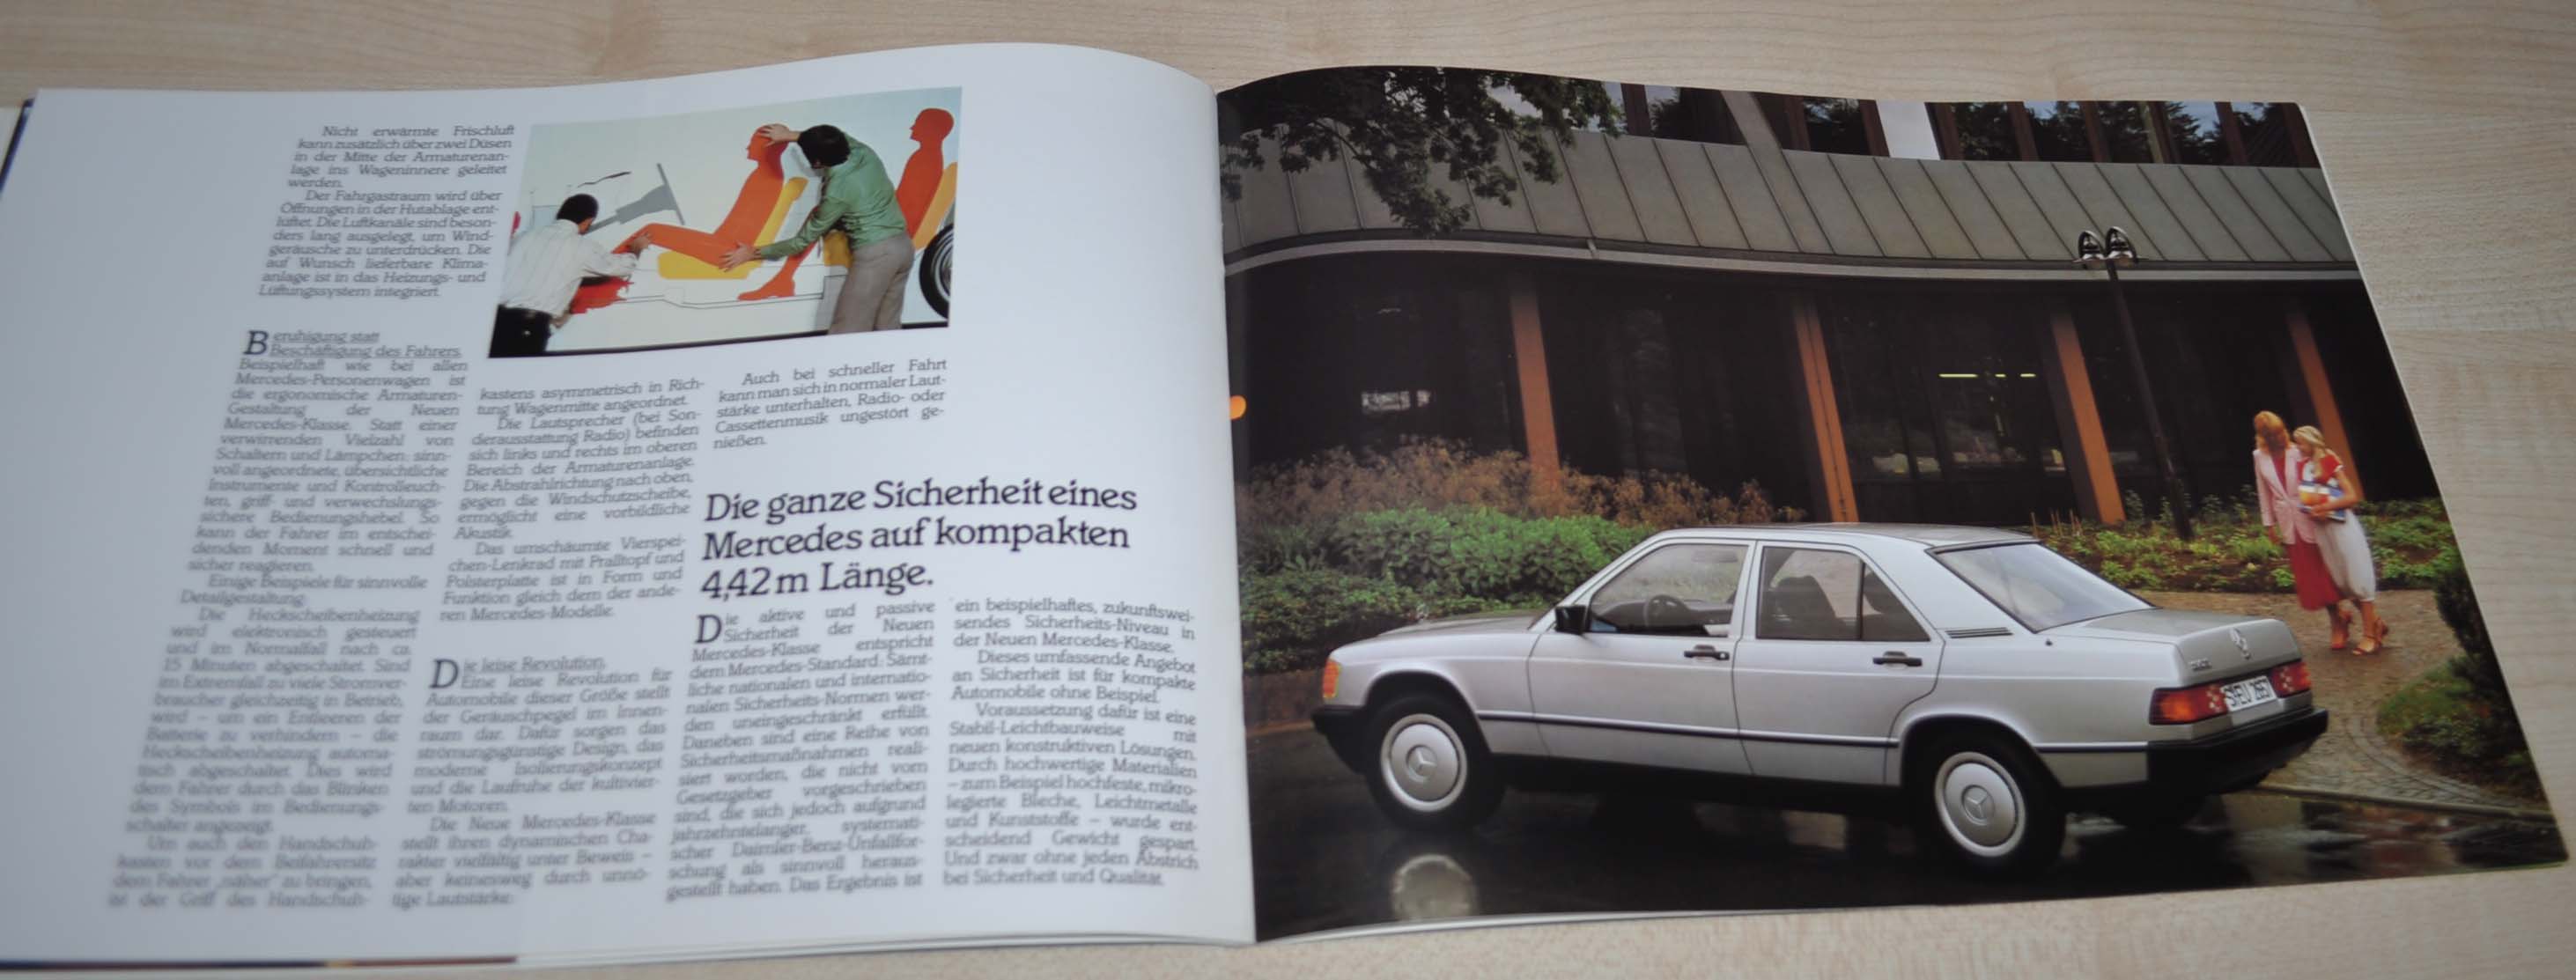 Nicht erwärmte Frischluft
kann zusätzlich über zwei Düsen
in der Mitte der Armaturenan-
lage ins Wageninnere geleitet
werden.
Der Fahrgastraum wird über
Öffnungen in der Hutablage ent-
lüftet. Die Luftkanäle sind beson-
ders lang ausgelegt, um Wind-
geräusche zu unterdrücken. Die
auf Wunsch lieferbare Klima-
anlage ist in das Heizungs- und
Lüftungssystem integriert.
Beruhigung statt
Beschäftigung des Fahrers.
Beispielhaft wie bei allen
Mercedes-Personenwagen ist
die ergonomische Armaturen-
Gestaltung der Neuen
Mercedes-Klasse. Statt einer
verwirrenden Vielzahl von
Schaltern und Lämpchen: sinn-
voll angeordnete, übersichtliche
Instrumente und Kontrolleuch-
ten, griff- und verwechslungs-
sichere Bedienungshebel. So
kann der Fahrer im entschei-
denden Moment schnell und
sicher reagieren.
Einige Beispiele für sinnvolle
Detailgestaltung:
Die Heckscheibenheizung
wird elektronisch gesteuert
und im Normalfall nach ca.
15 Minuten abgeschaltet. Sind
im Extremfall zu viele Stromver-
braucher gleichzeitig in Betrieb,
wird – um ein Entleeren der
Batterie zu verhindern – die
Heckscheibenheizung automa-
tisch abgeschaltet. Dies wird
dem Fahrer durch das Blinken
des Symbols im Bedienungs-
schalter angezeigt.
Um auch den Handschuh-
kasten vor dem Beifahrersitz
dem Fahrer „näher" zu bringen,
ist der Griff des Handschuh-
kastens asymmetrisch in Rich-
tung Wagenmitte angeordnet.
Die Lautsprecher (bei Son-
derausstattung Radio) befinden
sich links und rechts im oberen
Bereich der Armaturenanlage.
Die Abstrahlrichtung nach oben,
gegen die Windschutzscheibe,
ermöglicht eine vorbildliche
Akustik.
Das umschäumte Vierspei-
chen-Lenkrad mit Pralltopf und
Polsterplatte ist in Form und
Funktion gleich dem der ande-
ren Mercedes-Modelle.
Die leise Revolution.
Eine leise Revolution für
Automobile dieser Größe stellt
der Geräuschpegel im Innen-
raum dar. Dafür sorgen das
strömungsgünstige Design, das
moderne Isolierungskonzept
und die Laufruhe der kultivier-
ten Motoren.
Die Neue Mercedes-Klasse
stellt ihren dynamischen Cha-
rakter vielfältig unter Beweis –
aber keineswegs durch unnö-
tige Lautstärke.
Auch bei schneller Fahrt
kann man sich in normaler Laut-
stärke unterhalten, Radio- oder
Cassettenmusik ungestört ge-
nießen.
Die ganze Sicherheit eines
Mercedes auf kompakten
4,42 m Länge.
Die aktive und passive
Sicherheit der Neuen
Mercedes-Klasse entspricht
dem Mercedes-Standard: Sämt-
liche nationalen und internatio-
nalen Sicherheits-Normen wer-
den uneingeschränkt erfüllt.
Daneben sind eine Reihe von
Sicherheitsmaßnahmen reali-
siert worden, die nicht vom
Gesetzgeber vorgeschrieben
sind, die sich jedoch aufgrund
jahrzehntelanger, systemati-
scher Daimler-Benz-Unfallfor-
schung als sinnvoll heraus-
gestellt haben. Das Ergebnis ist
ein beispielhaftes, zukunftswei-
sendes Sicherheits-Niveau in
der Neuen Mercedes-Klasse.
Dieses umfassende Angebot
an Sicherheit ist für kompakte
Automobile ohne Beispiel.
Voraussetzung dafür ist eine
Stabil-Leichtbauweise mit
neuen konstruktiven Lösungen.
Durch hochwertige Materialien
– zum Beispiel hochfeste, mikro-
legierte Bleche, Leichtmetalle
und Kunststoffe – wurde ent-
scheidend Gewicht gespart.
Und zwar ohne jeden Abstrich
bei Sicherheit und Qualität.